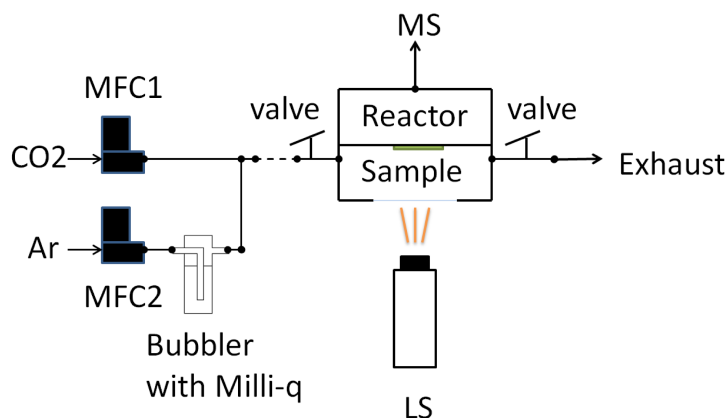 MS
MFC1
valve
valve
Reactor
CO2
Sample
Exhaust
Ar
MFC2
Bubbler
with Milli-q
LS